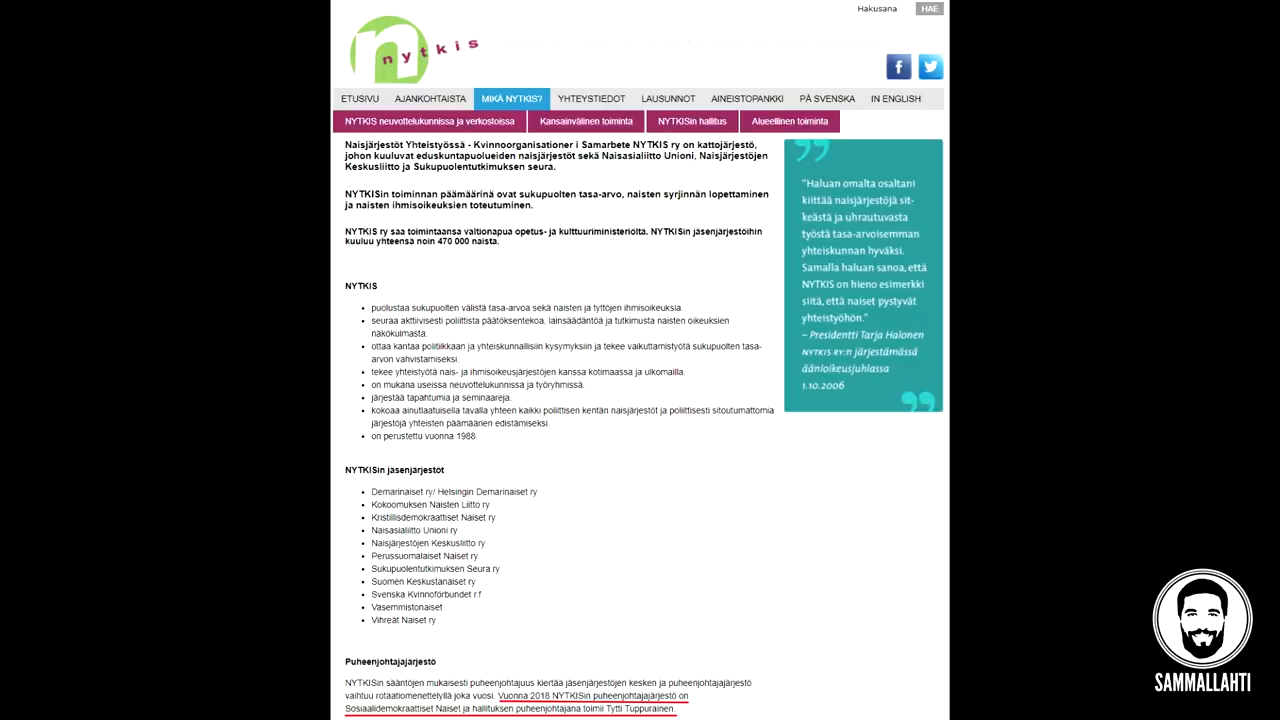 Hakusana HAE
nytkis
ETUSIVU AJANKOHTAISTA MIKÄ NYTKIS? YHTEYSTIEDOT LAUSUNNOT AINEISTOPANKKI PÅ SVENSKA IN ENGLISH
NYTKIS neuvottelukunnissa ja verkostoissa Kansainvälinen toiminta NYTKISin hallitus Alueellinen toiminta
Naisjärjestöt Yhteistyössä - Kvinnoorganisationer i Samarbete NYTKIS ry on kattojärjestö,
johon kuuluvat eduskuntapuolueiden naisjärjestöt sekä Naisasialiitto Unioni, Naisjärjestöjen
Keskusliitto ja Sukupuolentutkimuksen seura.
NYTKISin toiminnan päämäärinä ovat sukupuolten tasa-arvo, naisten syrjinnän lopettaminen
ja naisten ihmisoikeuksien toteutuminen.
NYTKIS ry saa toimintaansa valtionapua opetus- ja kulttuuriministeriöltä. NYTKISin jäsenjärjestöihin
kuuluu yhteensä noin 470 000 naista.
NYTKIS
• puolustaa sukupuolten välistä tasa-arvoa sekä naisten ja tyttöjen ihmisoikeuksia
• seuraa akttiivisesti poliittista päätöksentekoa, lainsäädäntöä ja tutkimusta naisten oikeuksien
näkökulmasta.
• ottaa kantaa politiikkaan ja yhteiskunnallisiin kysymyksiin ja tekee vaikuttamistyötä sukupuolten tasa-
arvon vahvistamiseksi.
• tekee yhteistyötä nais- ja ihmisoikeusjärjestöjen kanssa kotimaassa ja ulkomailla.
• on mukana useissa neuvottelukunnissa ja työryhmissä.
• järjestää tapahtumia ja seminaareja.
• kokoaa ainutlaatuisella tavalla yhteen kaikki poliittisen kentän naisjärjestöt ja poliittisesti sitoutumattomia
järjestöjä yhteisten päämäärien edistämiseksi.
• on perustettu vuonna 1988.
NYTKISin jäsenjärjestöt
• Demarinaiset ry/ Helsingin Demarinaiset ry
• Kokoomuksen Naisten Liitto ry
• Kristillisdemokraattiset Naiset ry
• Naisasialiitto Unioni ry
• Naisjärjestöjen Keskusliitto ry
• Perussuomalaiset Naiset ry
• Sukupuolentutkimuksen Seura ry
• Suomen Keskustanaiset ry
• Svenska Kvinnoförbundet r.f
• Vasemmistonaiset
• Vihreät Naiset ry
Puheenjohtajajärjestö
NYTKISin sääntöjen mukaisesti puheenjohtajuus kiertää jäsenjärjestöjen kesken ja puheenjohtajajärjestö
vaihtuu rotaatiomenettelyllä joka vuosi. Vuonna 2018 NYTKISin puheenjohtajajärjestö on
Sosiaalidemokraattiset Naiset ja hallituksen puheenjohtajana toimii Tytti Tuppurainen.
"Haluan omalta osaltani
kiittää naisjärjestöjä sit-
keästä ja uhrautuvasta
työstä tasa-arvoisemman
yhteiskunnan hyväksi.
Samalla haluan sanoa, että
NYTKIS on hieno esimerkki
siitä, että naiset pystyvät
yhteistyöhön."
– Presidentti Tarja Halonen
NYTKIS RY:n järjestämässä
äänioikeusjuhlassa
1.10.2006
SAMMALLAHTI